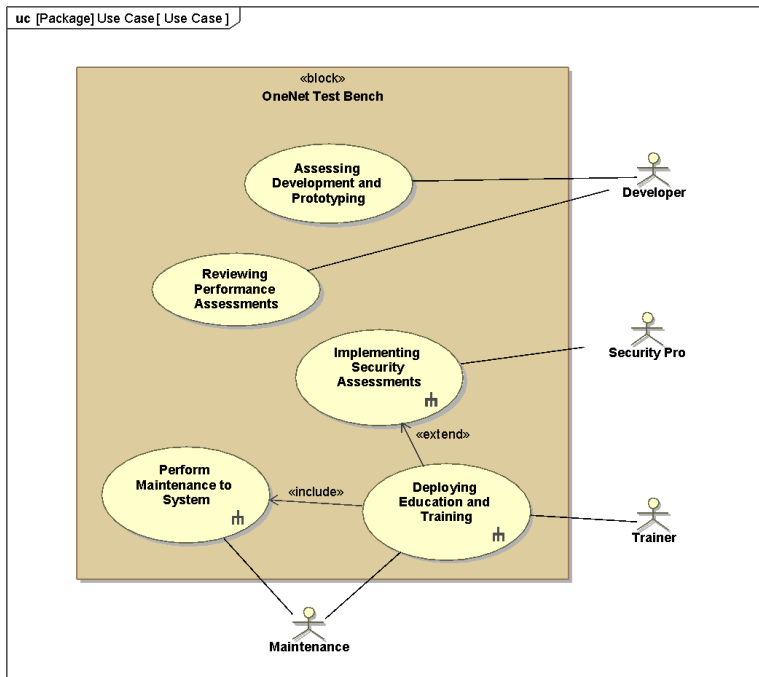 uc [Package] Use Case [ Use Case ]
«block»
OneNet Test Bench
Assessing
Development and
Prototyping
Developer
Reviewing
Performance
Assessments
Implementing
Security
Assessments
Security Pro
«extend»
Perform
Maintenance to
System
«include»
Deploying
Education and
Training
Trainer
Maintenance